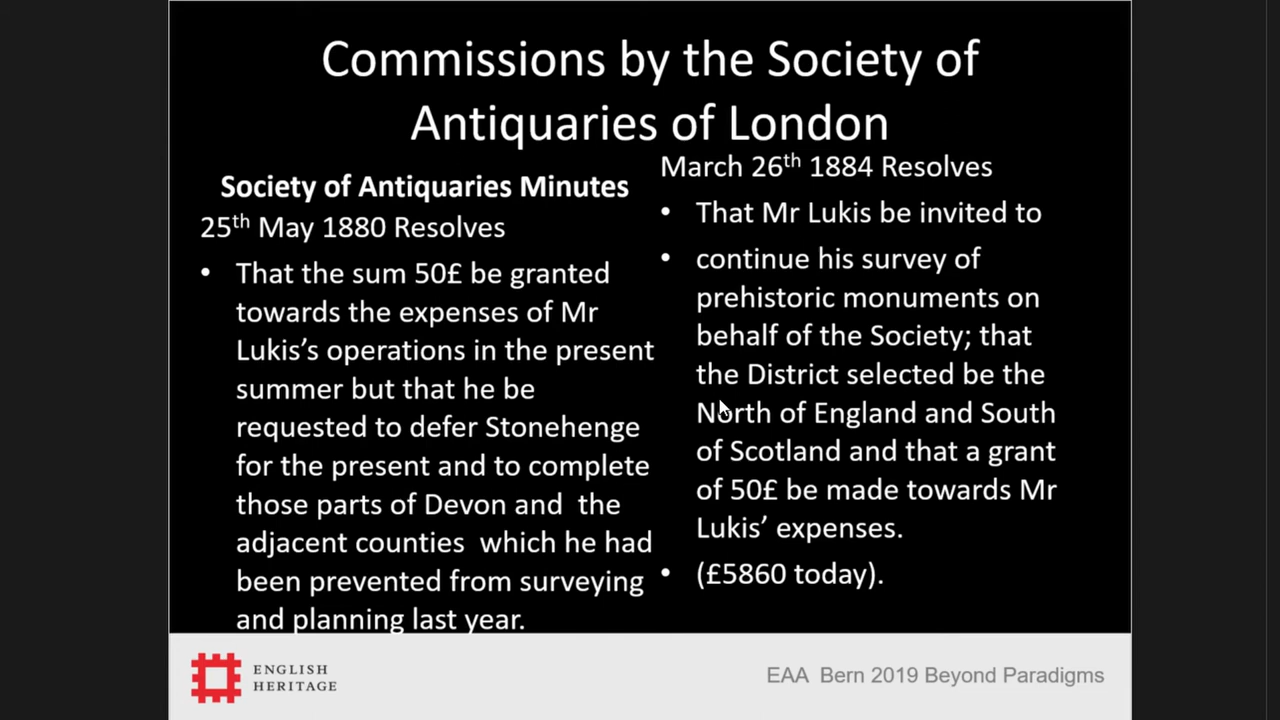 Commissions by the Society of
Antiquaries of London
Society of Antiquaries Minutes
25th May 1880 Resolves
• That the sum 50£ be granted
towards the expenses of Mr
Lukis’s operations in the present
summer but that he be
requested to defer Stonehenge
for the present and to complete
those parts of Devon and the
adjacent counties which he had
been prevented from surveying
and planning last year.
March 26th 1884 Resolves
• That Mr Lukis be invited to
• continue his survey of
prehistoric monuments on
behalf of the Society; that
the District selected be the
North of England and South
of Scotland and that a grant
of 50£ be made towards Mr
Lukis’ expenses.
• (£5860 today).
ENGLISH
HERITAGE
EAA Bern 2019 Beyond Paradigms